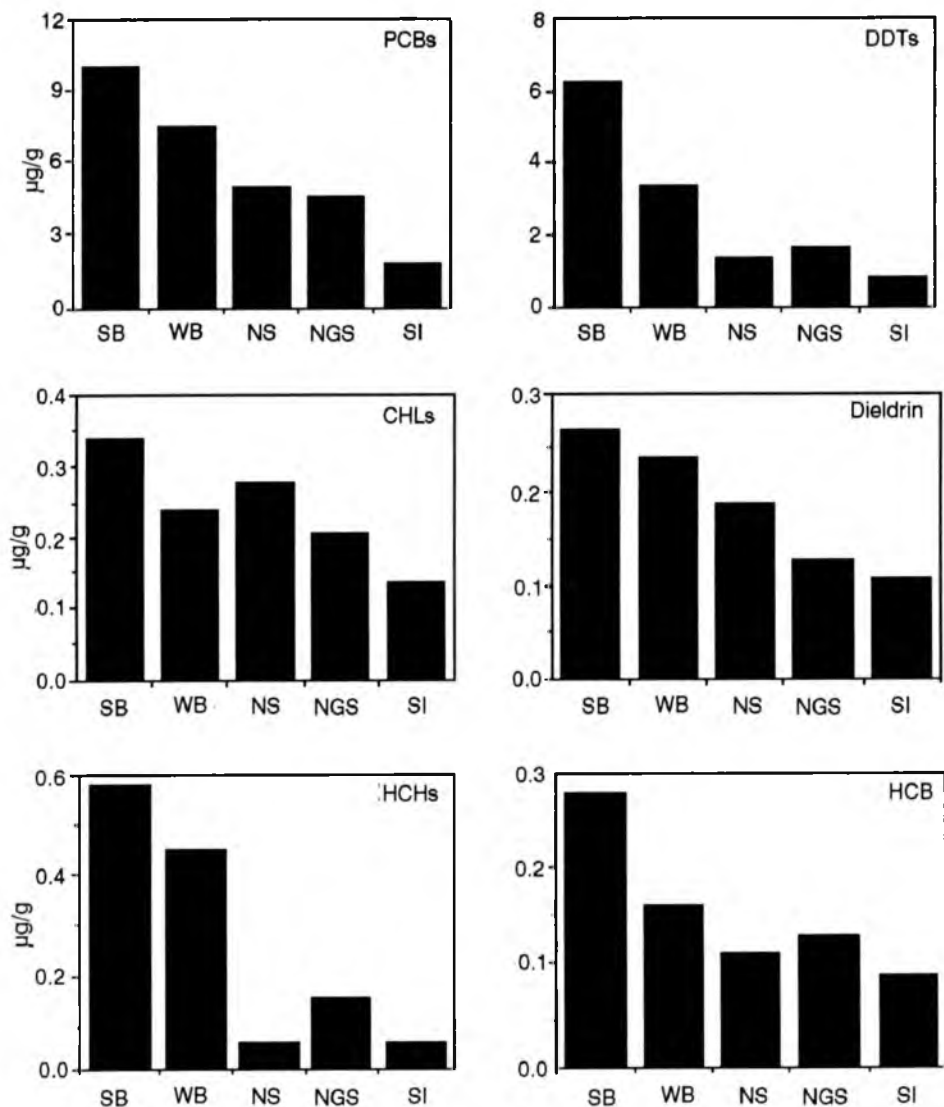 PCBs
µg/g
12
9
6
3
0
SB WB NS NGS SI
DDTs
8
6
4
2
0
SB WB NS NGS SI
CHLs
µg/g
0.4
0.3
0.2
0.1
0.0
SB WB NS NGS SI
Dieldrin
0.3
0.2
0.1
0.0
SB WB NS NGS SI
HCHs
µg/g
0.6
0.4
0.2
0.0
SB WB NS NGS SI
HCB
0.3
0.2
0.1
0.0
SB WB NS NGS SI